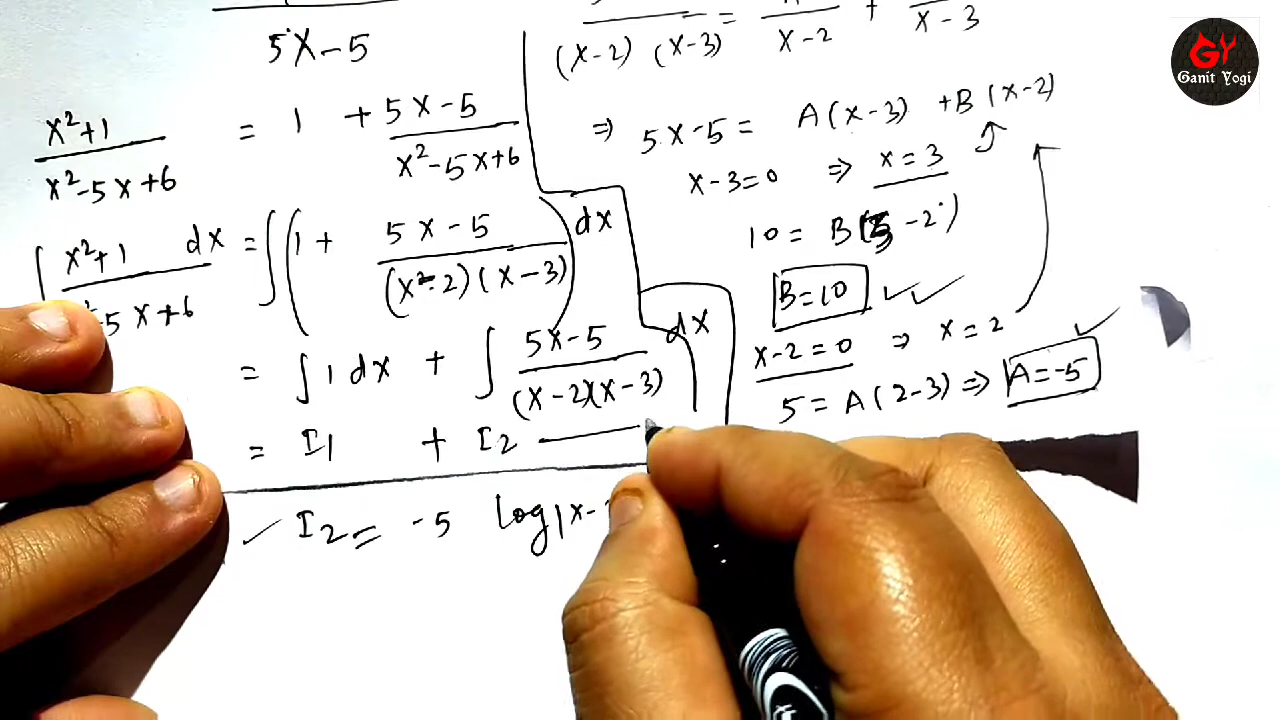 5x-5
x²+1 / x²-5x+6 = 1 + 5x-5 / x²-5x+6
∫ x²+1 / ²-5x+6 dx = ∫ ( 1 + 5x-5 / (x²-2)(x-3) ) dx
= ∫ 1 dx + ∫ 5x-5 / (x-2)(x-3) dx
= I1 + I2
✓ I2 = -5 log|x-
(x-2) (x-3) = x-2 + x-3
⇒ 5x-5 = A(x-3) +B(x-2)
x-3=0 ⇒ x=3
10 = B(3-2)
B=10 ✓✓
x-2=0 ⇒ x=2
5 = A(2-3) ⇒ A=-5 ✓
GY
Ganit Yogi